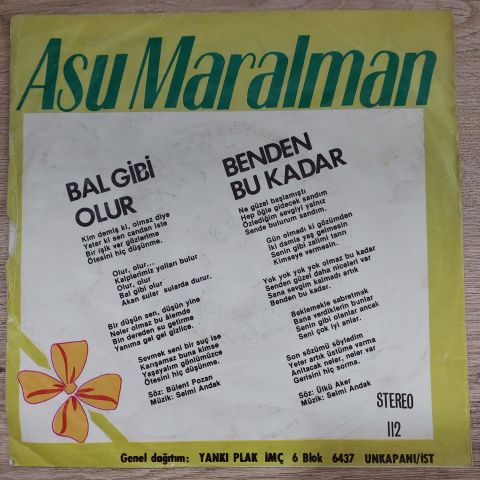 Asu Maralman
BAL GİBİ
OLUR
Kim demiş ki, olmaz diye
Yeter ki sen candan iste
Bir ışık ver gözlerime
Ötesini hiç düşünme.
Olur, olur...
Kalplerimiz yolları bulur
Olur, olur
Bal gibi olur
Akan sular sularda durur.
Bir düşün sen, düşün yine
Neler olmaz bu âlemde
Bin dereden su getirme
Yanıma gel gel gizlice.
Sevmek seni bir suç ise
Karışamaz buna kimse
Yaşayalım gönlümüzce
Ötesini hiç düşünme.
Söz: Bülent Pozan
Müzik: Selmi Andak
BENDEN
BU KADAR
Ne güzel başlamıştı
Hep öğle gidecek sandım
Özlediğim sevgiyi yalnız
Sende bulurum sandım.
Gün olmadı ki gözümden
İki damla yaş gelmesin
Senin gibi zalimi tanrı
Kimseye vermesin.
Yok yok yok yok olmaz bu kadar
Senden güzel daha niceleri var
Sana sevgim kalmadı artık
Benden bu kadar.
Beklemekle sabretmek
Bana verdiklerin bunlar
Senin gibi olanlar ancak
Seni çok iyi anlar.
Son sözümü söyledim
Yeter artık üstüme varma
Anıtacak neler, neler var
Gerisini hiç sorma.
Söz: Ülkü Aker
Müzik: Selmi Andak
STEREO
112
Genel dağıtım: YANKI PLAK İMÇ 6 Blok 6437 UNKAPANI/İST